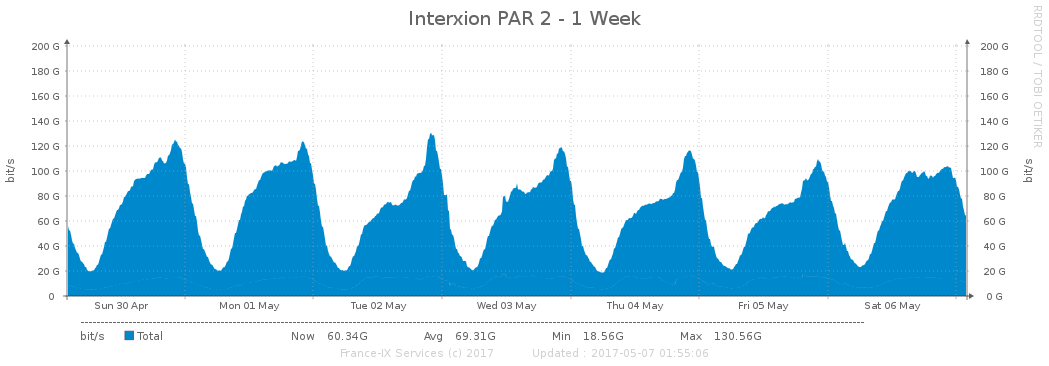 Interxion PAR 2 - 1 Week
RRDTOOL / TOBI OETIKER
200 G 200 G
180 G 180 G
160 G 160 G
140 G 140 G
120 G 120 G
100 G 100 G
80 G 80 G
60 G 60 G
40 G 40 G
20 G 20 G
0 0 G
bit/s bit/s
Sun 30 Apr Mon 01 May Tue 02 May Wed 03 May Thu 04 May Fri 05 May Sat 06 May
bit/s Total Now 60.34G Avg 69.31G Min 18.56G Max 130.56G
France-IX Services (c) 2017 Updated : 2017-05-07 01:55:06